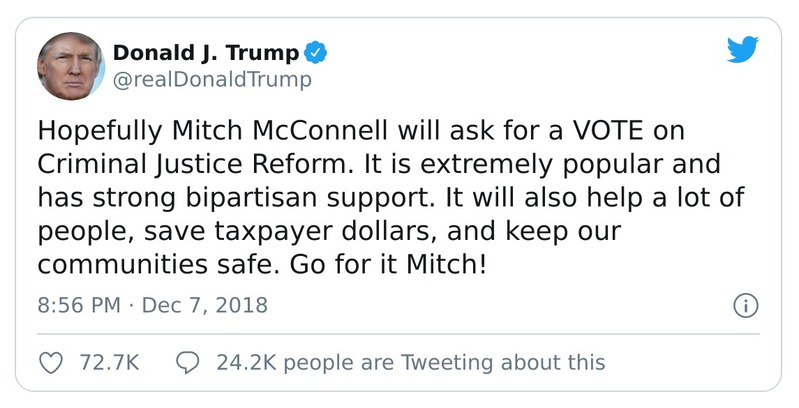 Donald J. Trump
@realDonaldTrump
Hopefully Mitch McConnell will ask for a VOTE on
Criminal Justice Reform. It is extremely popular and
has strong bipartisan support. It will also help a lot of
people, save taxpayer dollars, and keep our
communities safe. Go for it Mitch!
8:56 PM · Dec 7, 2018
72.7K 24.2K people are Tweeting about this